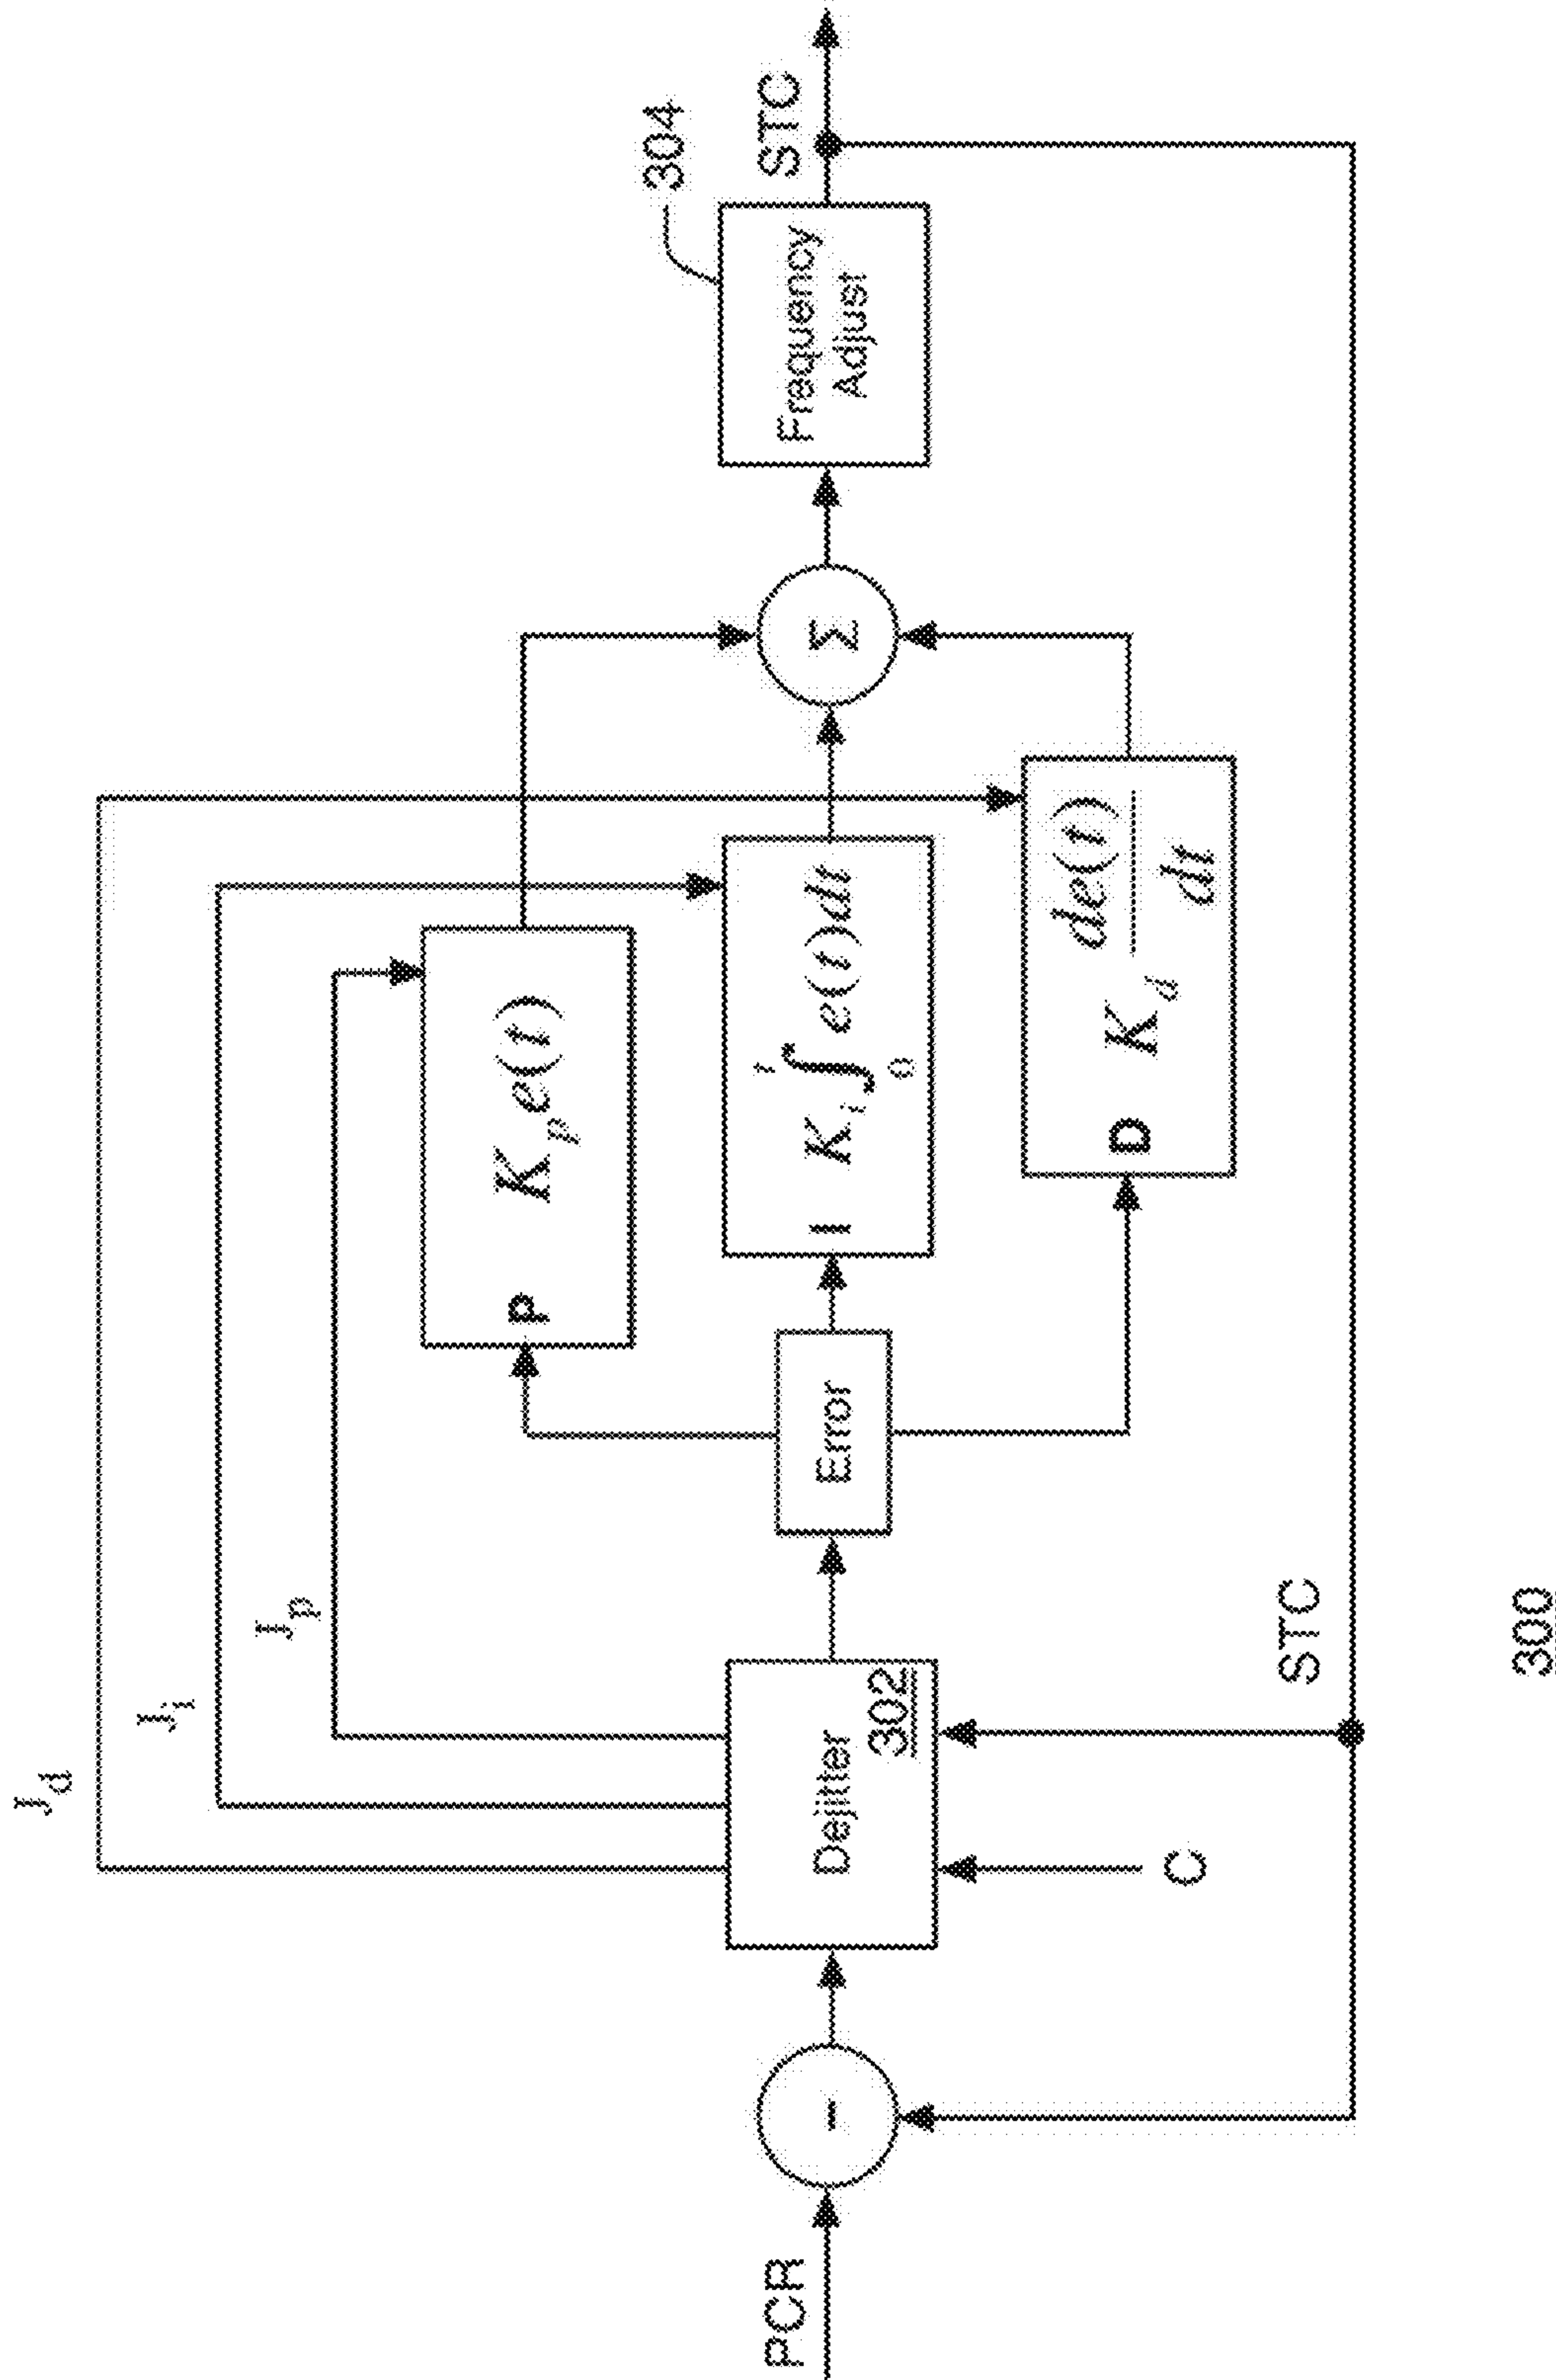 PCR
−
Dejitter
302
C
J_d
J_i
J_p
STC
Error
P K_p e(t)
I K_i ∫_0^t e(t)dt
D K_d de(t)/dt
Σ
Frequency
Adjust
304
STC
300